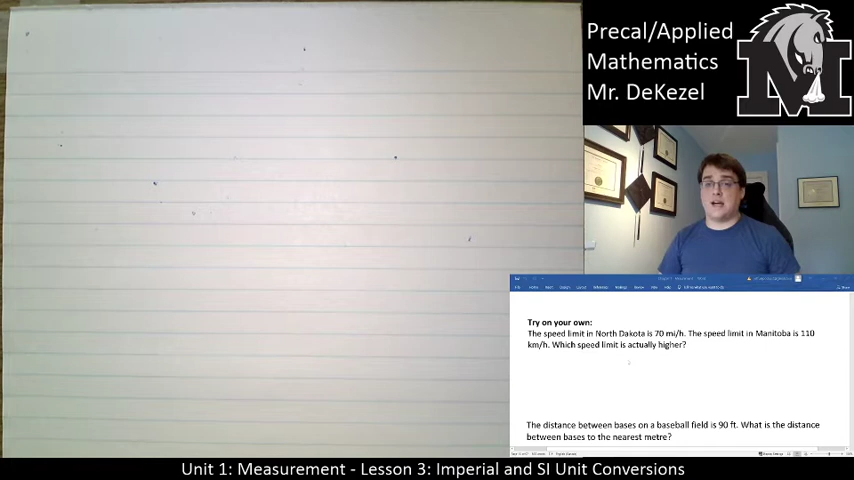 Precal/Applied
Mathematics
Mr. DeKezel
Try on your own:
The speed limit in North Dakota is 70 mi/h. The speed limit in Manitoba is 110
km/h. Which speed limit is actually higher?
The distance between bases on a baseball field is 90 ft. What is the distance
between bases to the nearest metre?
Unit 1: Measurement - Lesson 3: Imperial and SI Unit Conversions